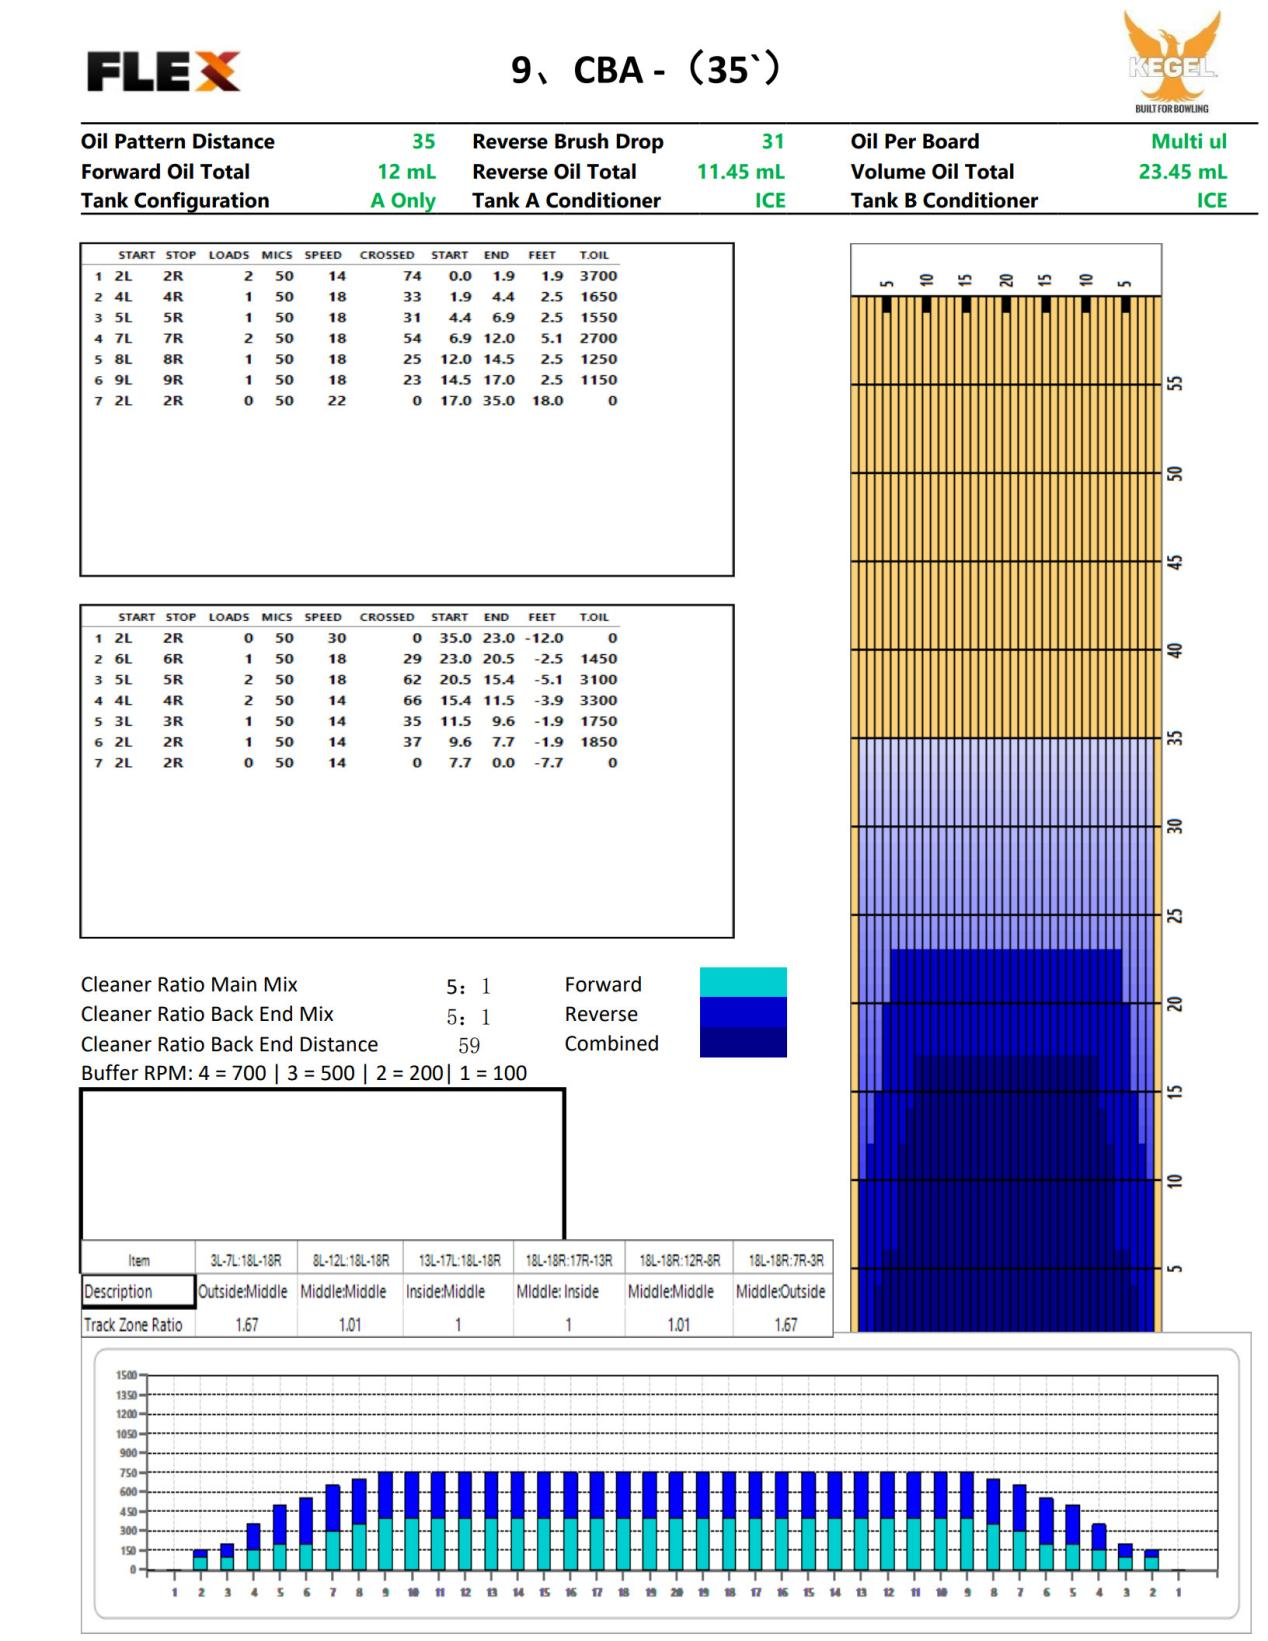 FLEX
9、CBA -（35`）
KEGEL
BUILT FOR BOWLING
Oil Pattern Distance 35 Reverse Brush Drop 31 Oil Per Board Multi ul
Forward Oil Total 12 mL Reverse Oil Total 11.45 mL Volume Oil Total 23.45 mL
Tank Configuration A Only Tank A Conditioner ICE Tank B Conditioner ICE
START STOP LOADS MICS SPEED CROSSED START END FEET T.OIL
1 2L 2R 2 50 14 74 0.0 1.9 1.9 3700
2 4L 4R 1 50 18 33 1.9 4.4 2.5 1650
3 5L 5R 1 50 18 31 4.4 6.9 2.5 1550
4 7L 7R 2 50 18 54 6.9 12.0 5.1 2700
5 8L 8R 1 50 18 25 12.0 14.5 2.5 1250
6 9L 9R 1 50 18 23 14.5 17.0 2.5 1150
7 2L 2R 0 50 22 0 17.0 35.0 18.0 0
START STOP LOADS MICS SPEED CROSSED START END FEET T.OIL
1 2L 2R 0 50 30 0 35.0 23.0 -12.0 0
2 6L 6R 1 50 18 29 23.0 20.5 -2.5 1450
3 5L 5R 2 50 18 62 20.5 15.4 -5.1 3100
4 4L 4R 2 50 14 66 15.4 11.5 -3.9 3300
5 3L 3R 1 50 14 35 11.5 9.6 -1.9 1750
6 2L 2R 1 50 14 37 9.6 7.7 -1.9 1850
7 2L 2R 0 50 14 0 7.7 0.0 -7.7 0
5 10 15 20 15 10 5
55
50
45
40
35
30
25
20
15
10
5
Cleaner Ratio Main Mix 5：1 Forward
Cleaner Ratio Back End Mix 5：1 Reverse
Cleaner Ratio Back End Distance 59 Combined
Buffer RPM: 4 = 700 | 3 = 500 | 2 = 200| 1 = 100
Item 3L-7L:18L-18R 8L-12L:18L-18R 13L-17L:18L-18R 18L-18R:17R-13R 18L-18R:12R-8R 18L-18R:7R-3R
Description Outside:Middle Middle:Middle Inside:Middle MIddle: Inside Middle:Middle Middle:Outside
Track Zone Ratio 1.67 1.01 1 1 1.01 1.67
1500
1350
1200
1050
900
750
600
450
300
150
0
1 2 3 4 5 6 7 8 9 10 11 12 13 14 15 16 17 18 19 20 19 18 17 16 15 14 13 12 11 10 9 8 7 6 5 4 3 2 1